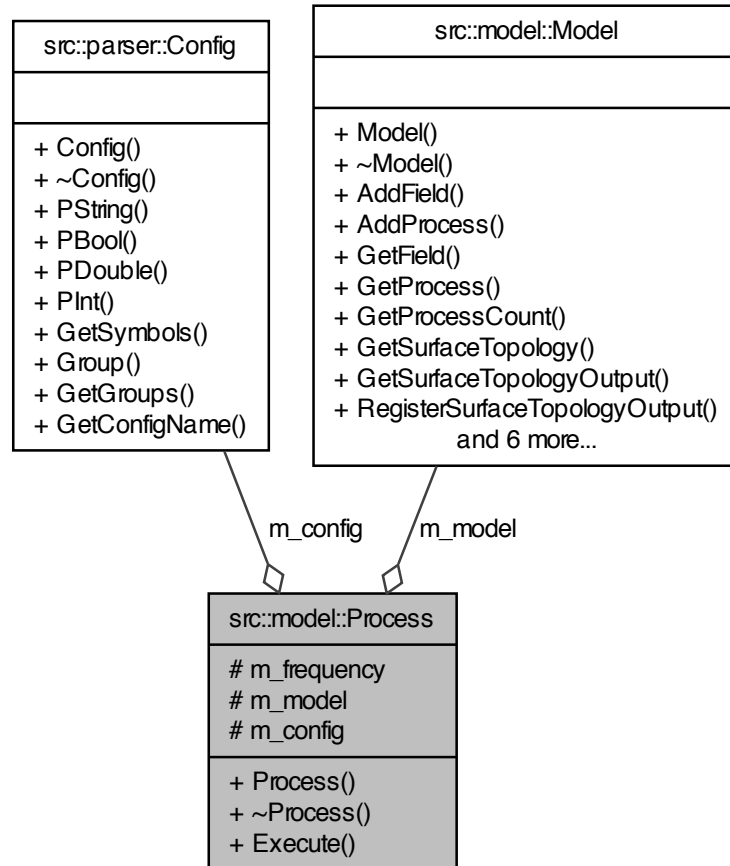 src::parser::Config
+ Config()
+ ~Config()
+ PString()
+ PBool()
+ PDouble()
+ PInt()
+ GetSymbols()
+ Group()
+ GetGroups()
+ GetConfigName()
src::model::Model
+ Model()
+ ~Model()
+ AddField()
+ AddProcess()
+ GetField()
+ GetProcess()
+ GetProcessCount()
+ GetSurfaceTopology()
+ GetSurfaceTopologyOutput()
+ RegisterSurfaceTopologyOutput()
and 6 more...
m_config
m_model
src::model::Process
# m_frequency
# m_model
# m_config
+ Process()
+ ~Process()
+ Execute()